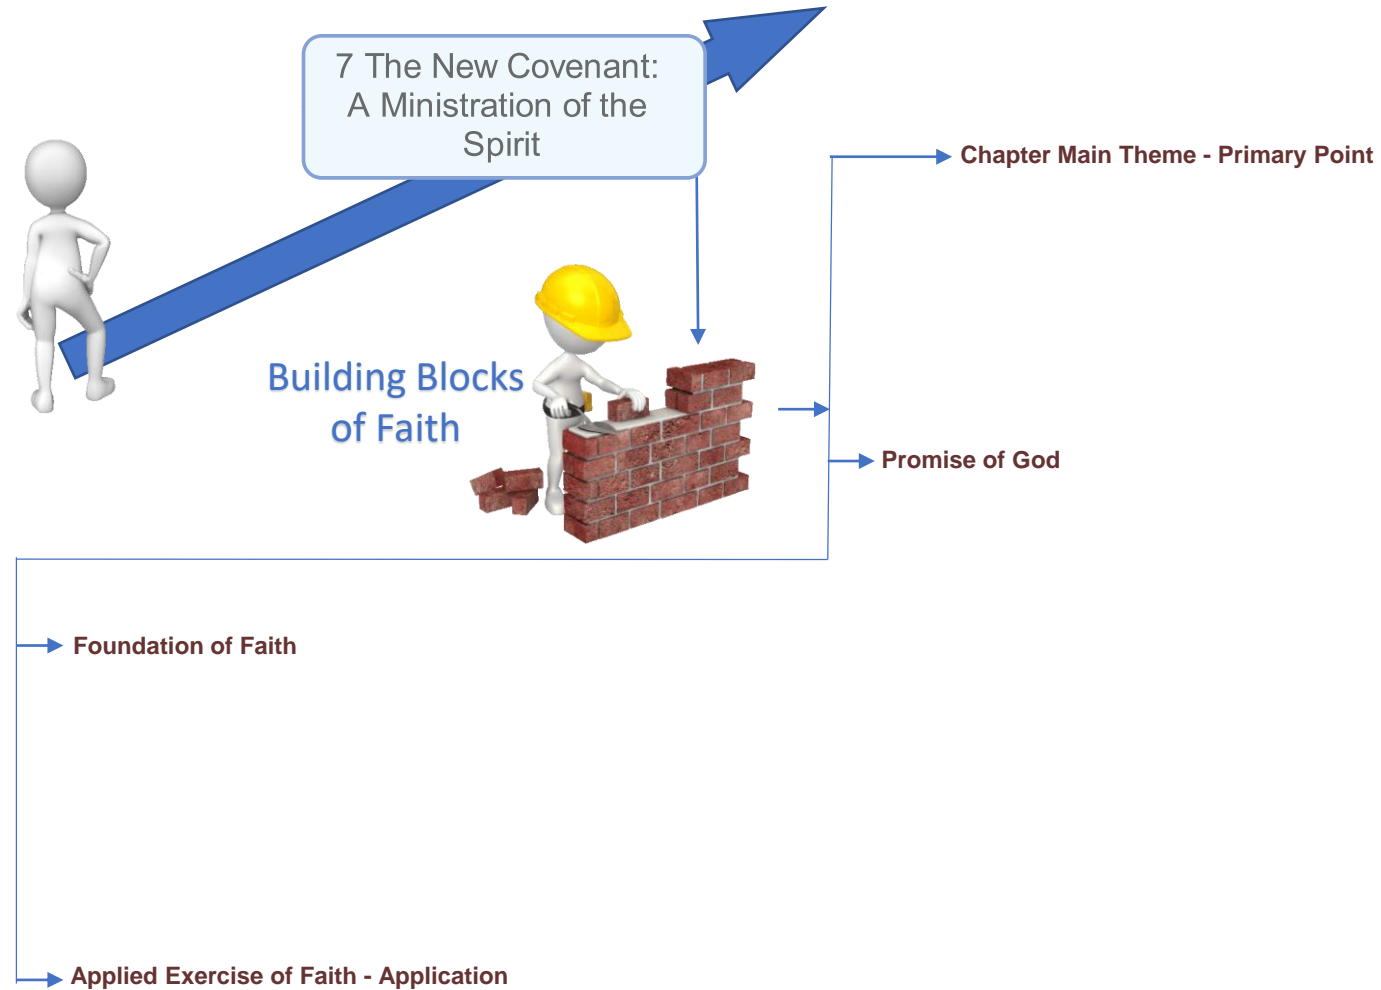 7 The New Covenant:
A Ministration of the
Spirit
Chapter Main Theme - Primary Point
Building Blocks
of Faith
Promise of God
Foundation of Faith
Applied Exercise of Faith - Application